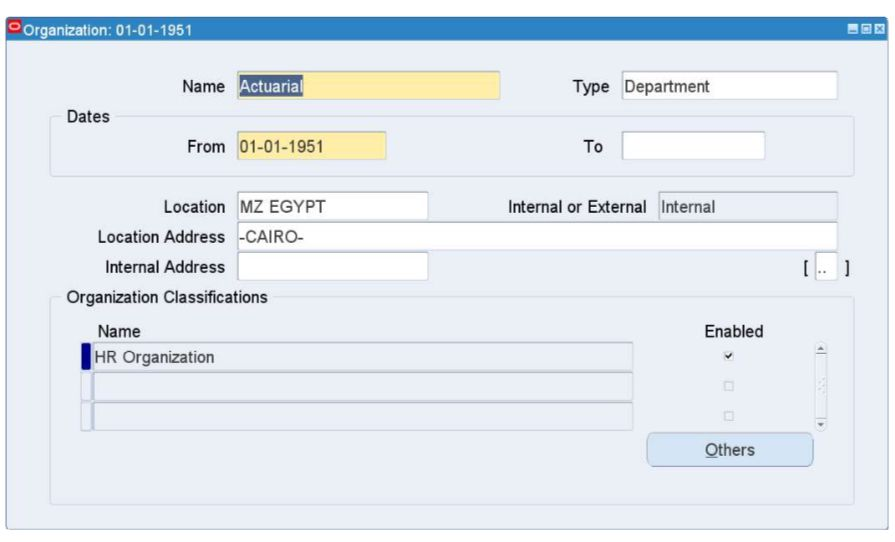 Organization: 01-01-1951
Name Actuarial Type Department
Dates
From 01-01-1951 To
Location MZ EGYPT Internal or External Internal
Location Address -CAIRO-
Internal Address [ .. ]
Organization Classifications
Name Enabled
HR Organization
Others